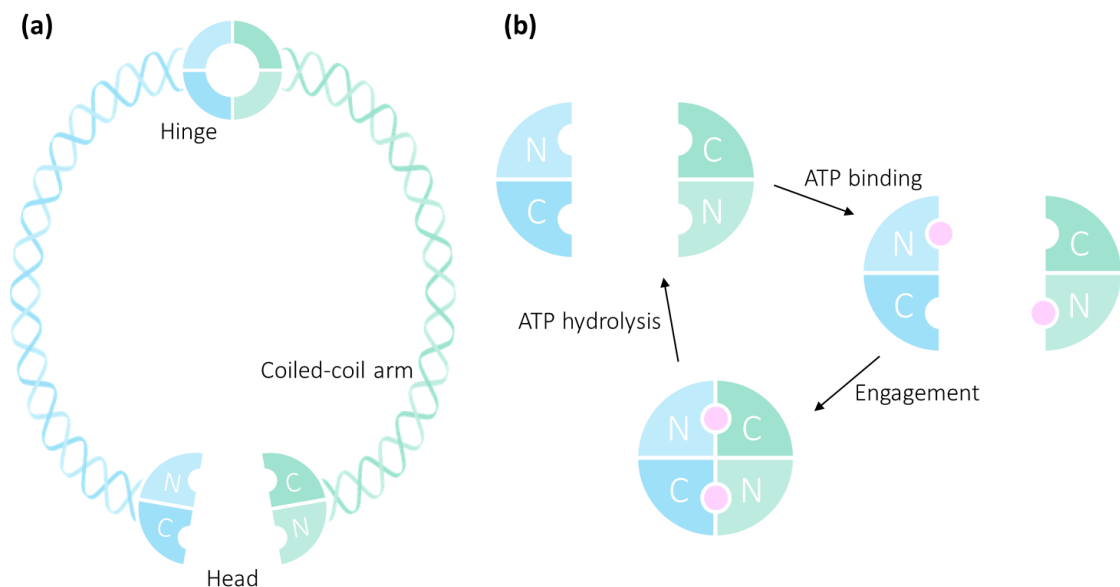 (a)
Hinge
Coiled-coil arm
N
C
C
N
Head
(b)
N
C
C
N
ATP binding
N
C
C
N
Engagement
N
C
C
N
ATP hydrolysis